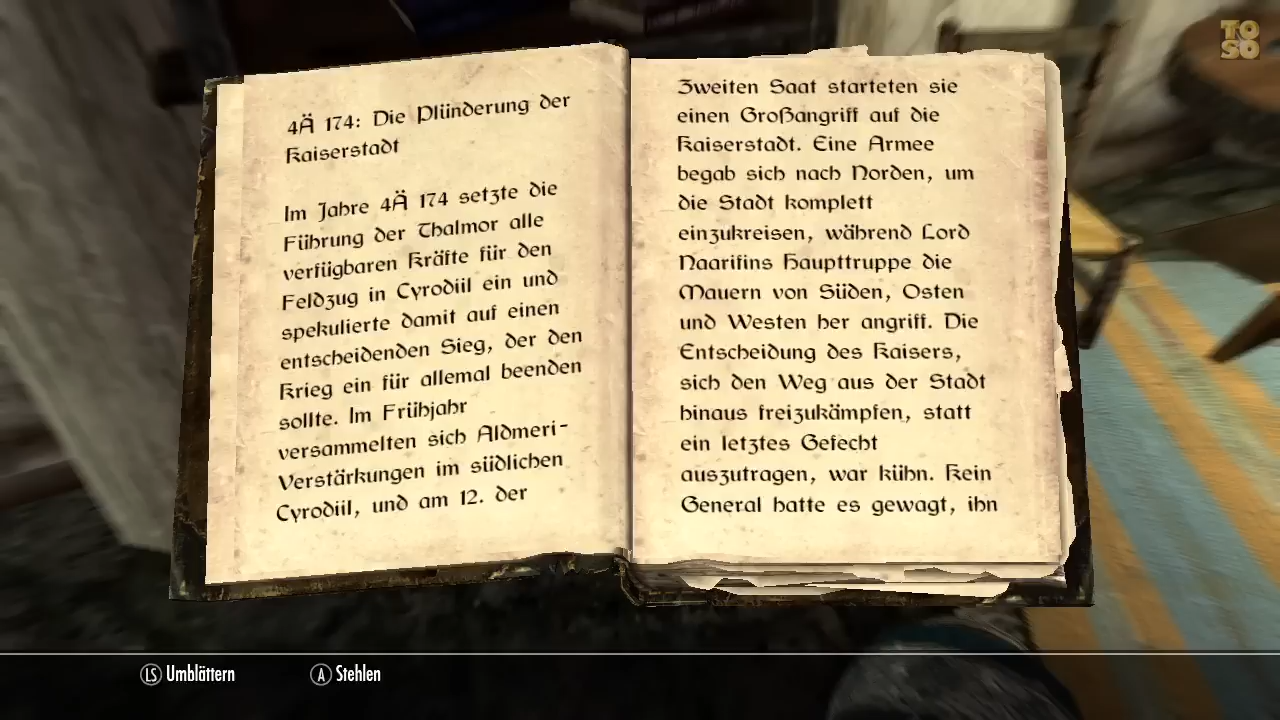 4Ä 174: Die Plünderung der
Kaiserstadt
Im Jahre 4Ä 174 setzte die
Führung der Thalmor alle
verfügbaren Kräfte für den
Feldzug in Cyrodiil ein und
spekulierte damit auf einen
entscheidenden Sieg, der den
Krieg ein für allemal beenden
sollte. Im Frühjahr
versammelten sich Aldmeri-
Verstärkungen im südlichen
Cyrodiil, und am 12. der
Zweiten Saat starteten sie
einen Großangriff auf die
Kaiserstadt. Eine Armee
begab sich nach Norden, um
die Stadt komplett
einzukreisen, während Lord
Naarifins Haupttruppe die
Mauern von Süden, Osten
und Westen her angriff. Die
Entscheidung des Kaisers,
sich den Weg aus der Stadt
hinaus freizukämpfen, statt
ein letztes Gefecht
auszutragen, war kühn. Kein
General hatte es gewagt, ihn
TO
SO
LS Umblättern
A Stehlen